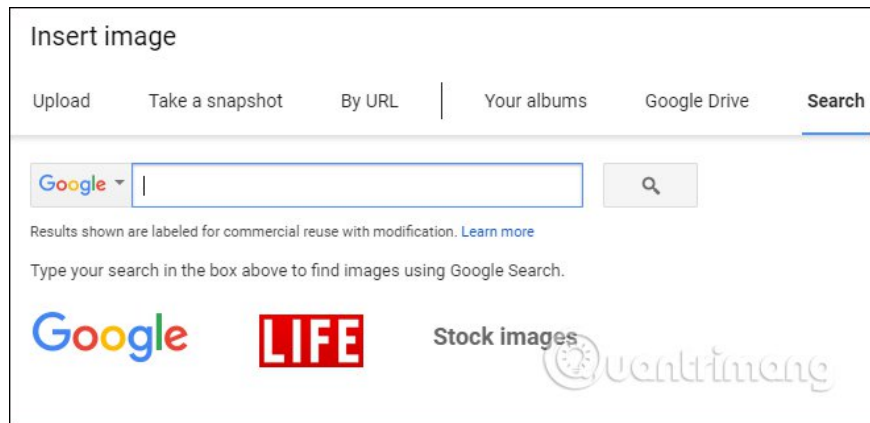 Insert image
Upload Take a snapshot By URL Your albums Google Drive Search
Google
Results shown are labeled for commercial reuse with modification. Learn more
Type your search in the box above to find images using Google Search.
Google LIFE Stock images
Quantrimang